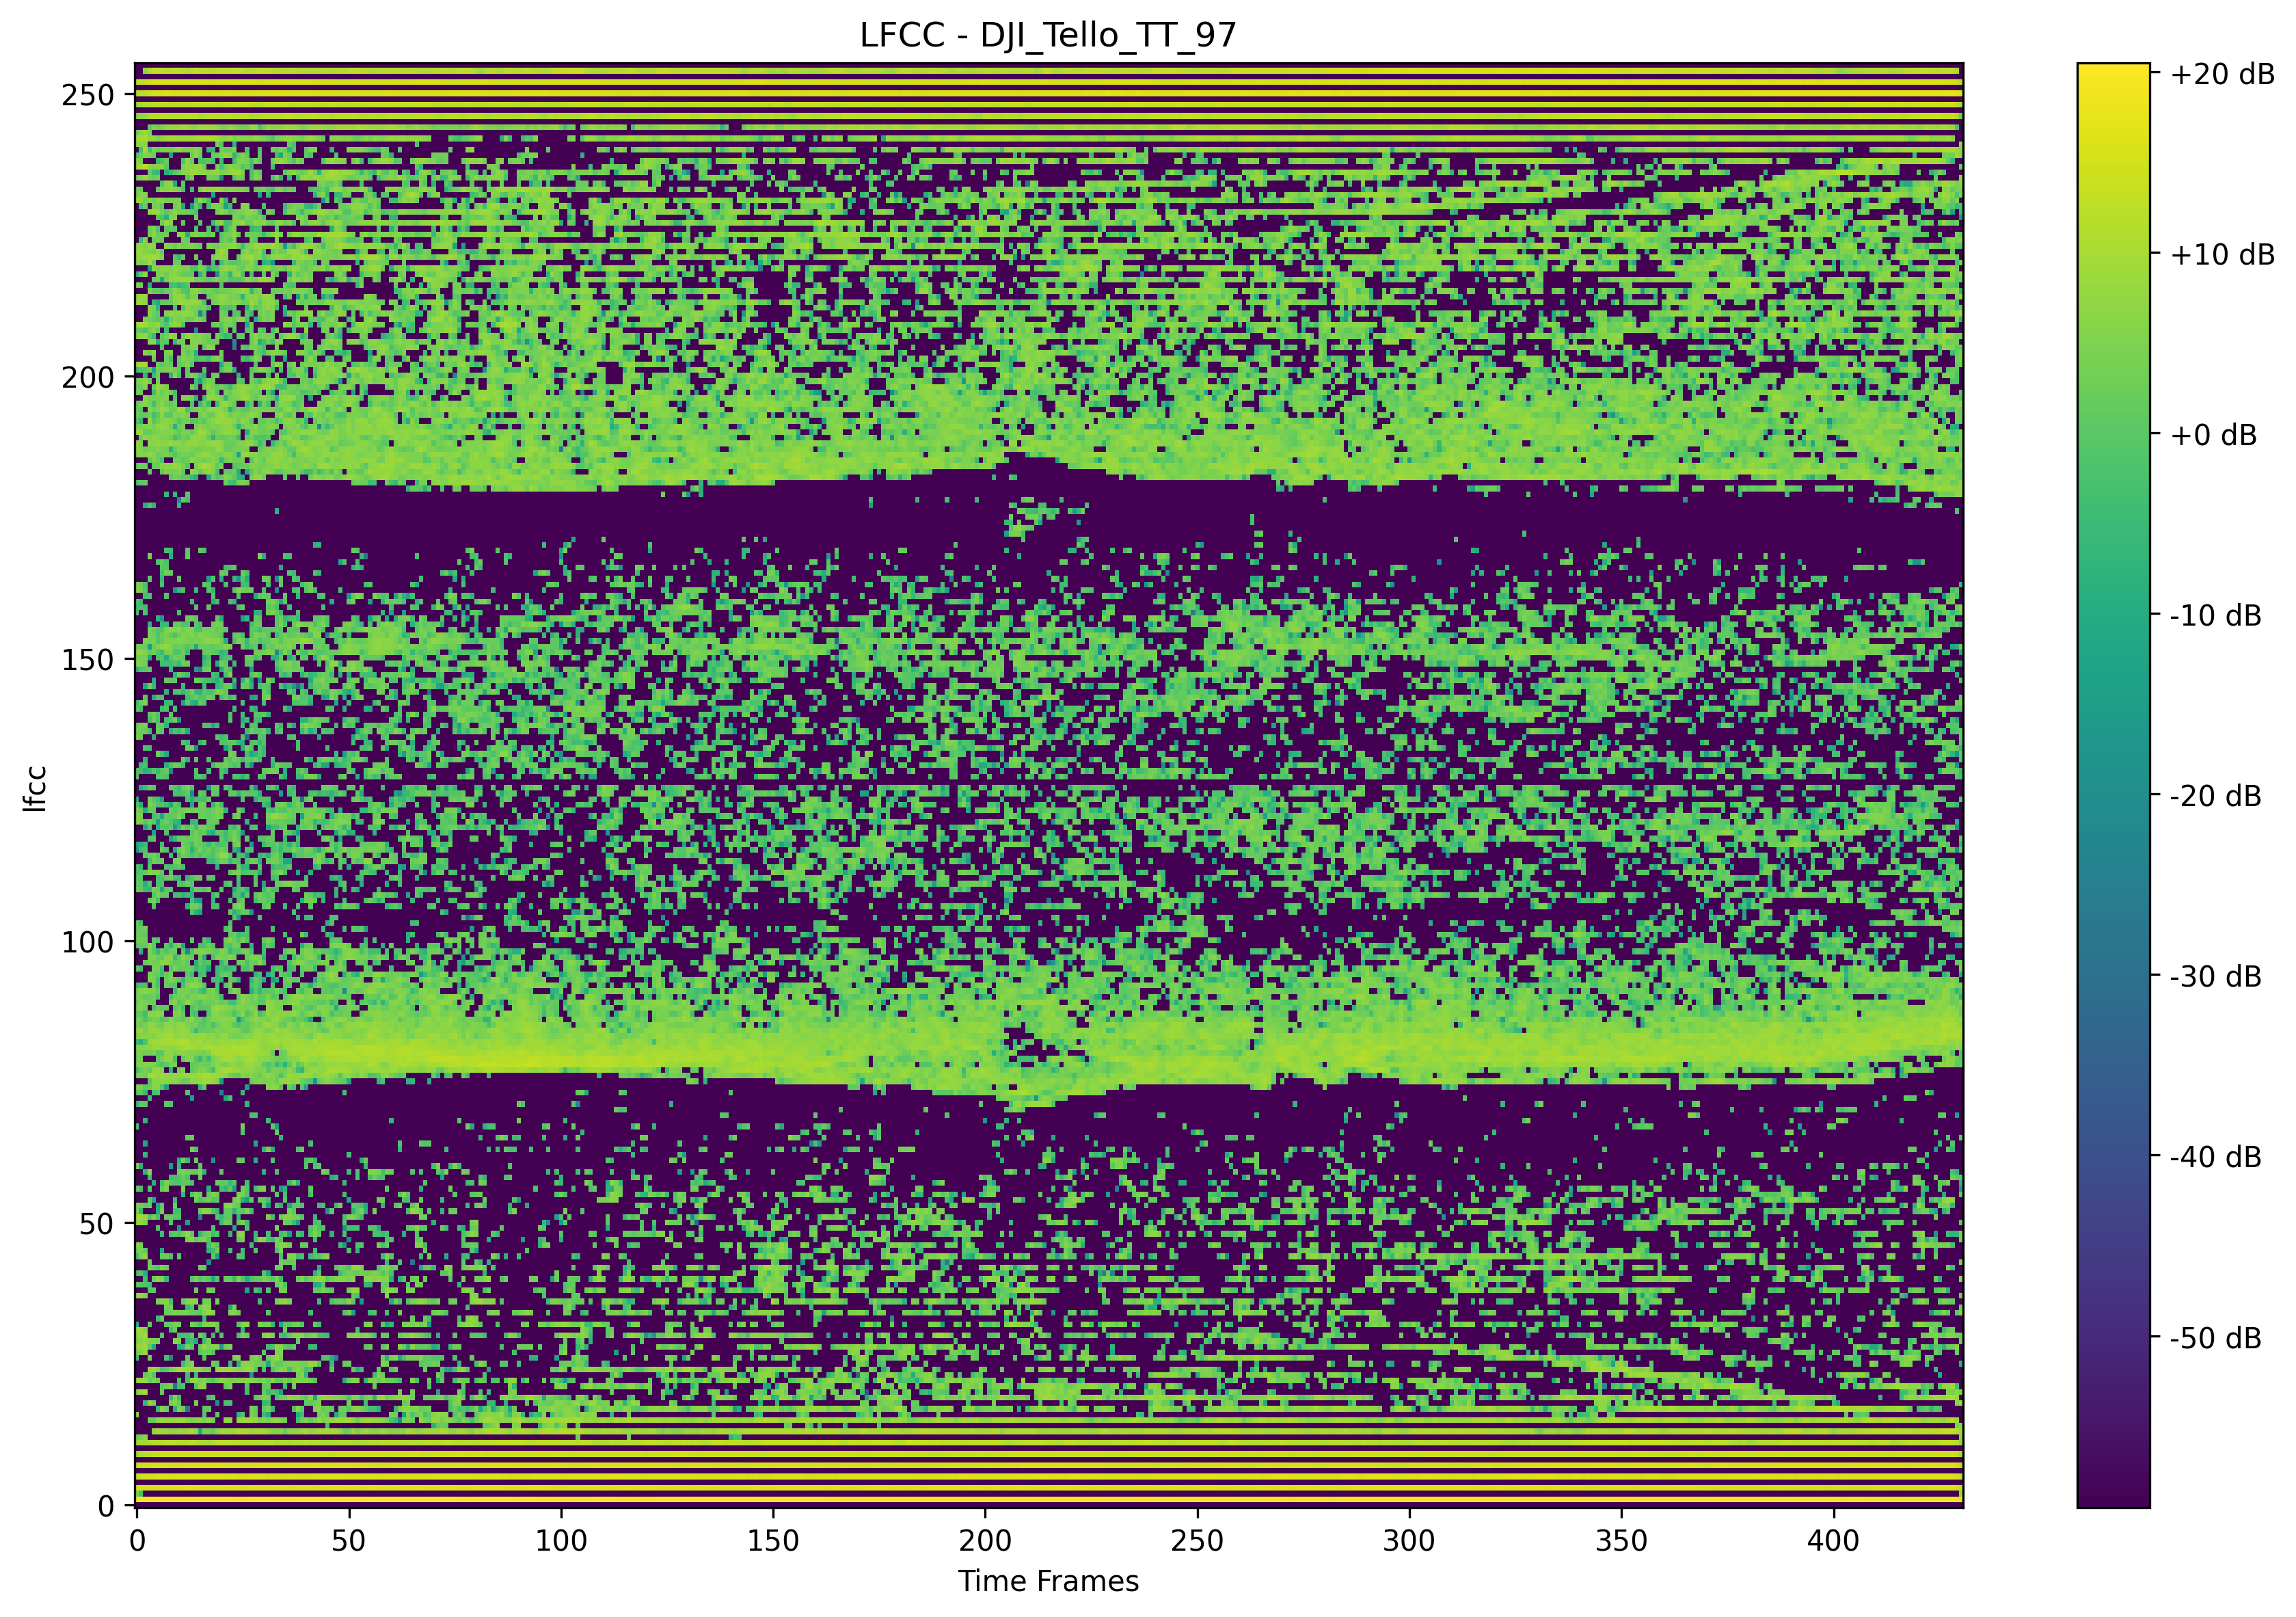 LFCC - DJI_Tello_TT_97
250
200
150
100
50
0
lfcc
0 50 100 150 200 250 300 350 400
Time Frames
+20 dB
+10 dB
+0 dB
-10 dB
-20 dB
-30 dB
-40 dB
-50 dB